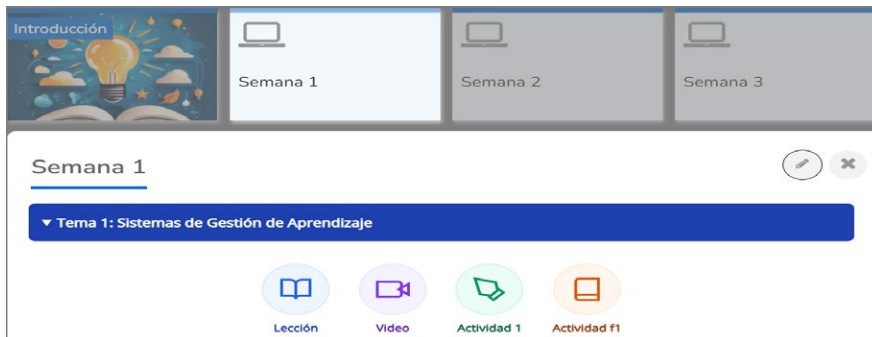 Introducción
Semana 1
Semana 2
Semana 3
Semana 1
Tema 1: Sistemas de Gestión de Aprendizaje
Lección
Video
Actividad 1
Actividad f1